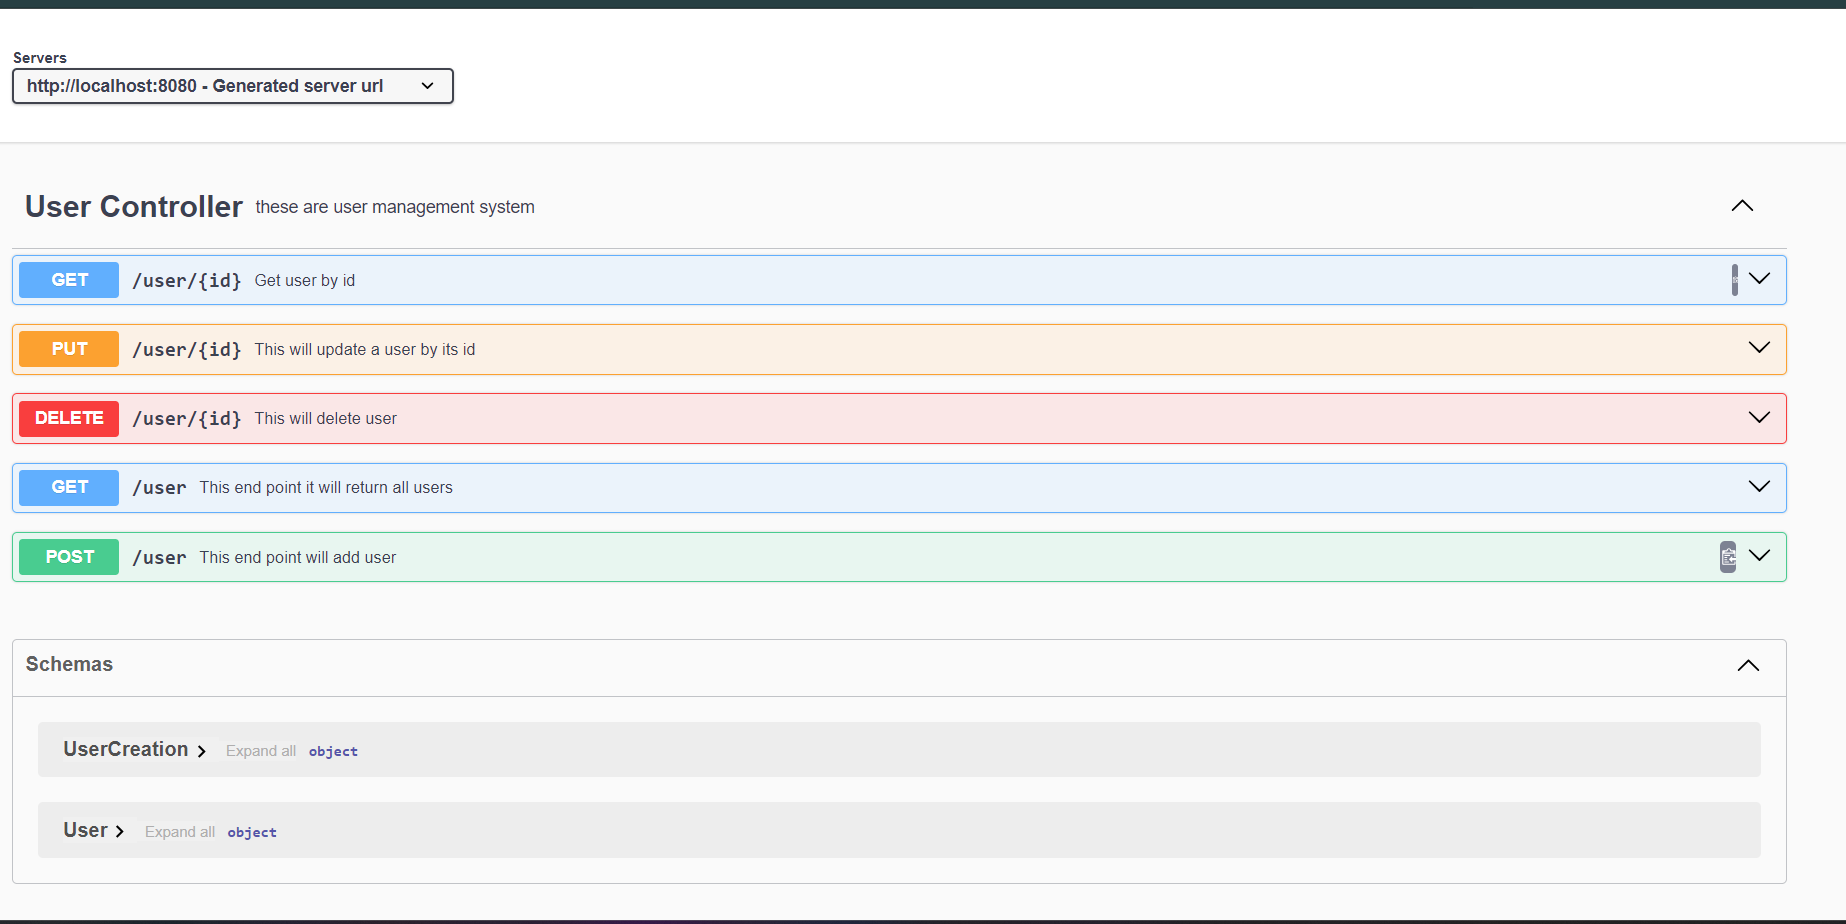 Servers
http://localhost:8080 - Generated server url
User Controller these are user management system
GET /user/{id} Get user by id
PUT /user/{id} This will update a user by its id
DELETE /user/{id} This will delete user
GET /user This end point it will return all users
POST /user This end point will add user
Schemas
UserCreation Expand all object
User Expand all object